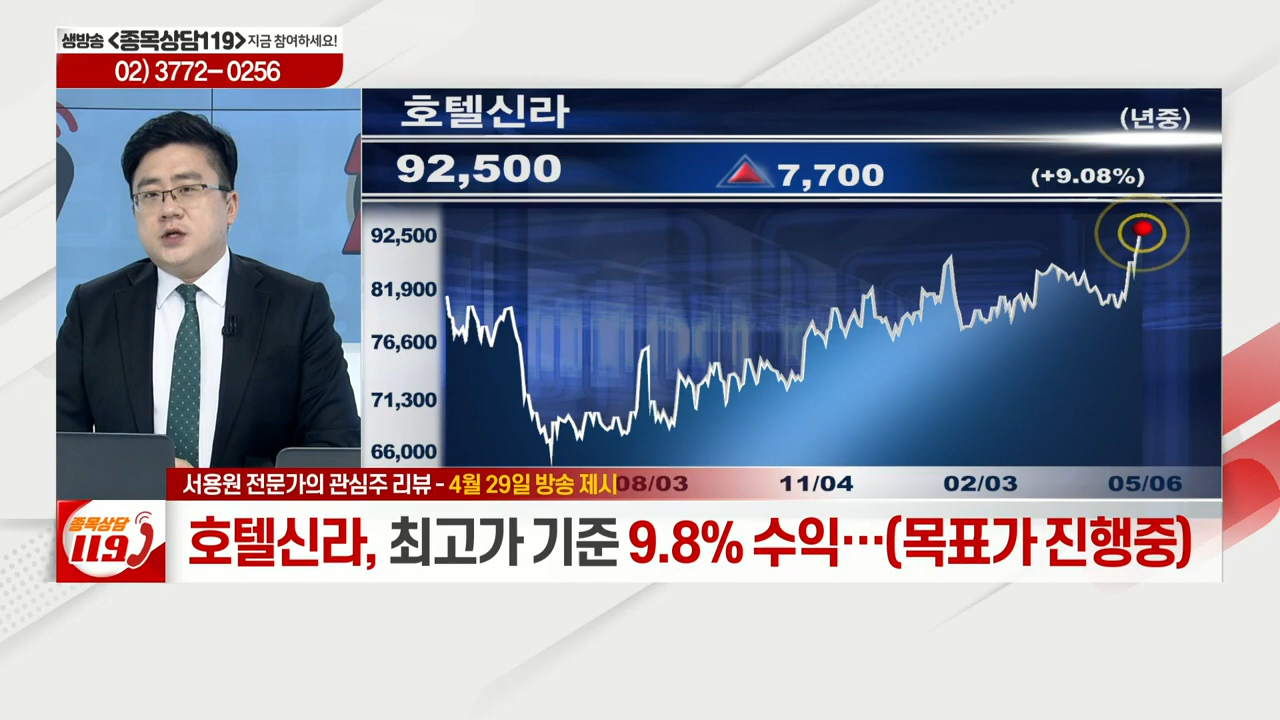 생방송 <종목상담119> 지금 참여하세요!
02) 3772-0256
호텔신라 (년중)
92,500 7,700 (+9.08%)
92,500
81,900
76,600
71,300
66,000
08/03 11/04 02/03 05/06
서용원 전문가의 관심주 리뷰 - 4월 29일 방송 제시
종목상담
119
호텔신라, 최고가 기준 9.8% 수익…(목표가 진행중)